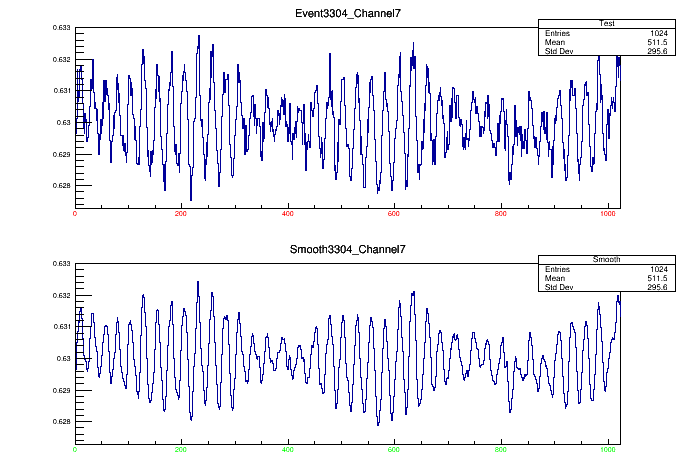 Event3304_Channel7
Test
Entries 1024
Mean 511.5
Std Dev 295.6
0.633
0.632
0.631
0.63
0.629
0.628
0 200 400 600 800 1000
Smooth3304_Channel7
Smooth
Entries 1024
Mean 511.5
Std Dev 295.6
0.633
0.632
0.631
0.63
0.629
0.628
0 200 400 600 800 1000